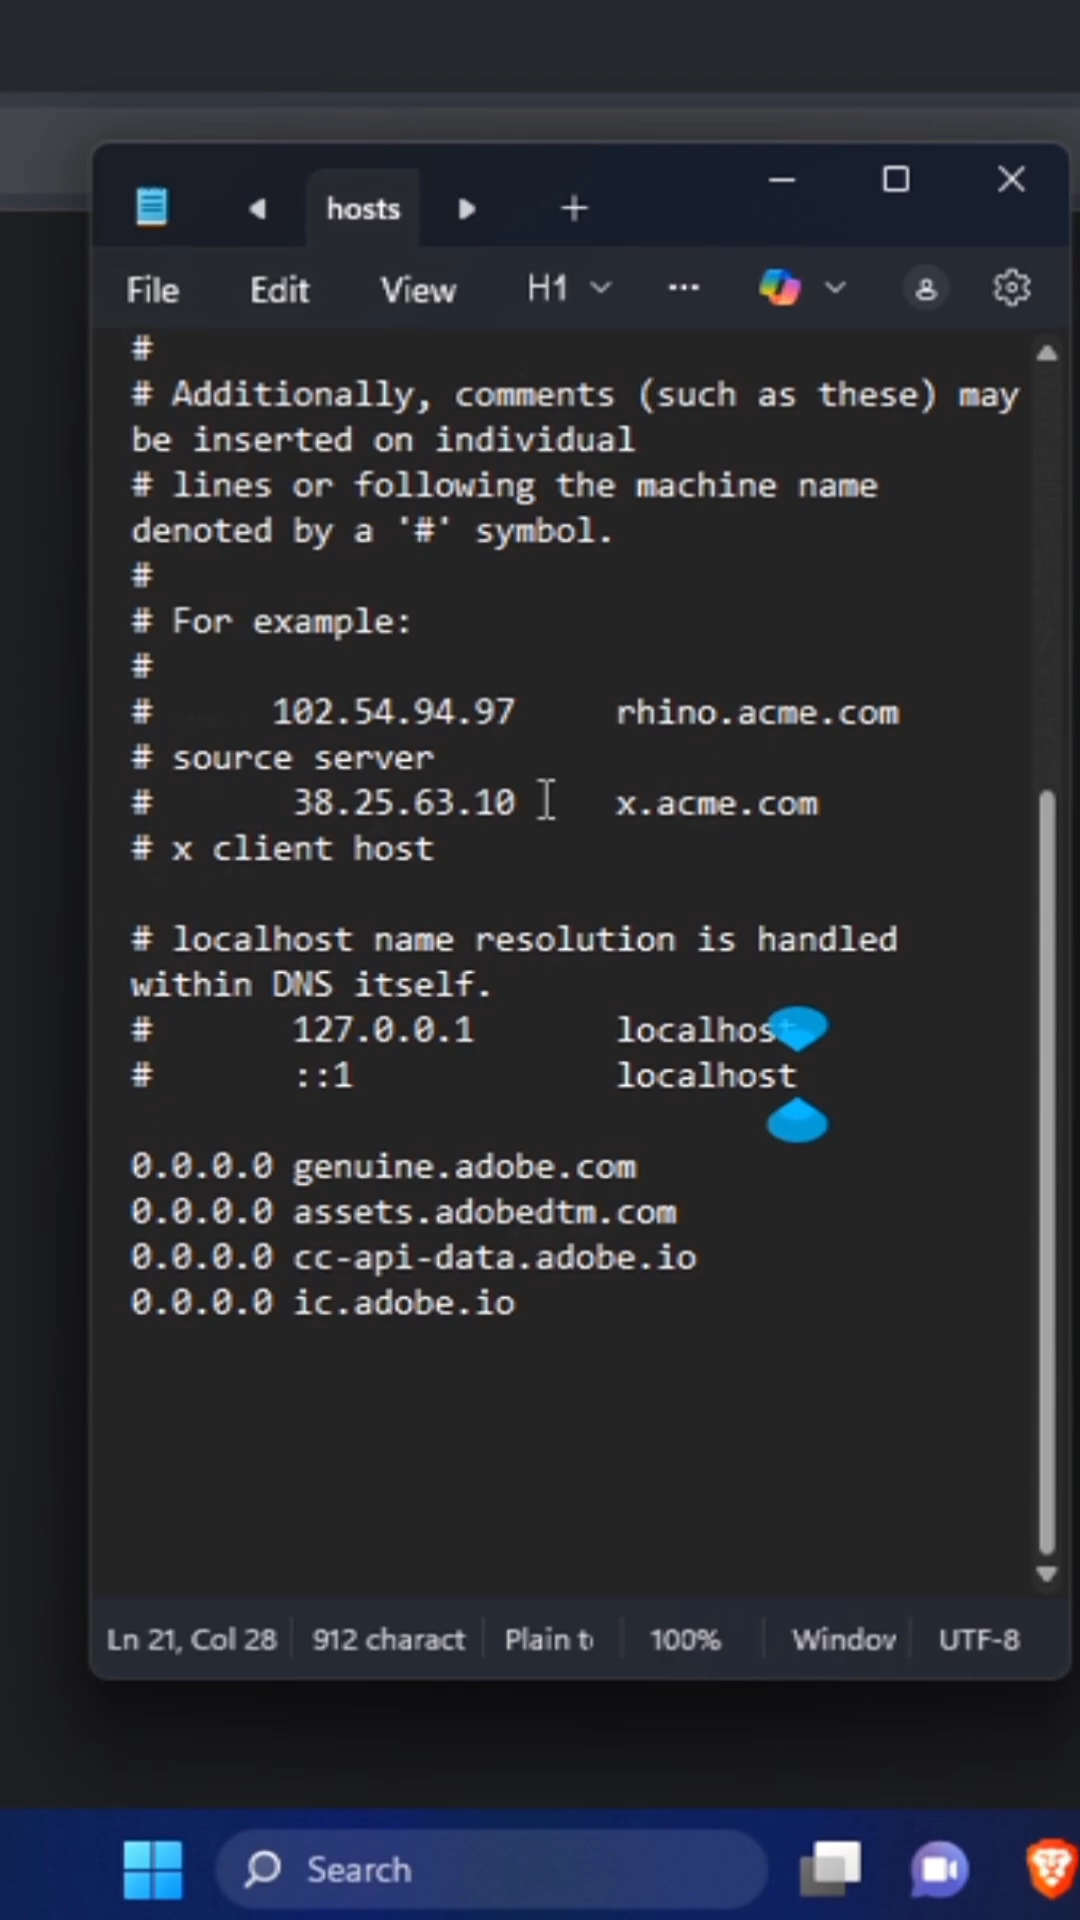 hosts
File Edit View H1
#
# Additionally, comments (such as these) may
be inserted on individual
# lines or following the machine name
denoted by a '#' symbol.
#
# For example:
#
# 102.54.94.97 rhino.acme.com
# source server
# 38.25.63.10 x.acme.com
# x client host
# localhost name resolution is handled
within DNS itself.
# 127.0.0.1 localhost
# ::1 localhost
0.0.0.0 genuine.adobe.com
0.0.0.0 assets.adobedtm.com
0.0.0.0 cc-api-data.adobe.io
0.0.0.0 ic.adobe.io
Ln 21, Col 28 912 charact Plain t 100% Window UTF-8
Search